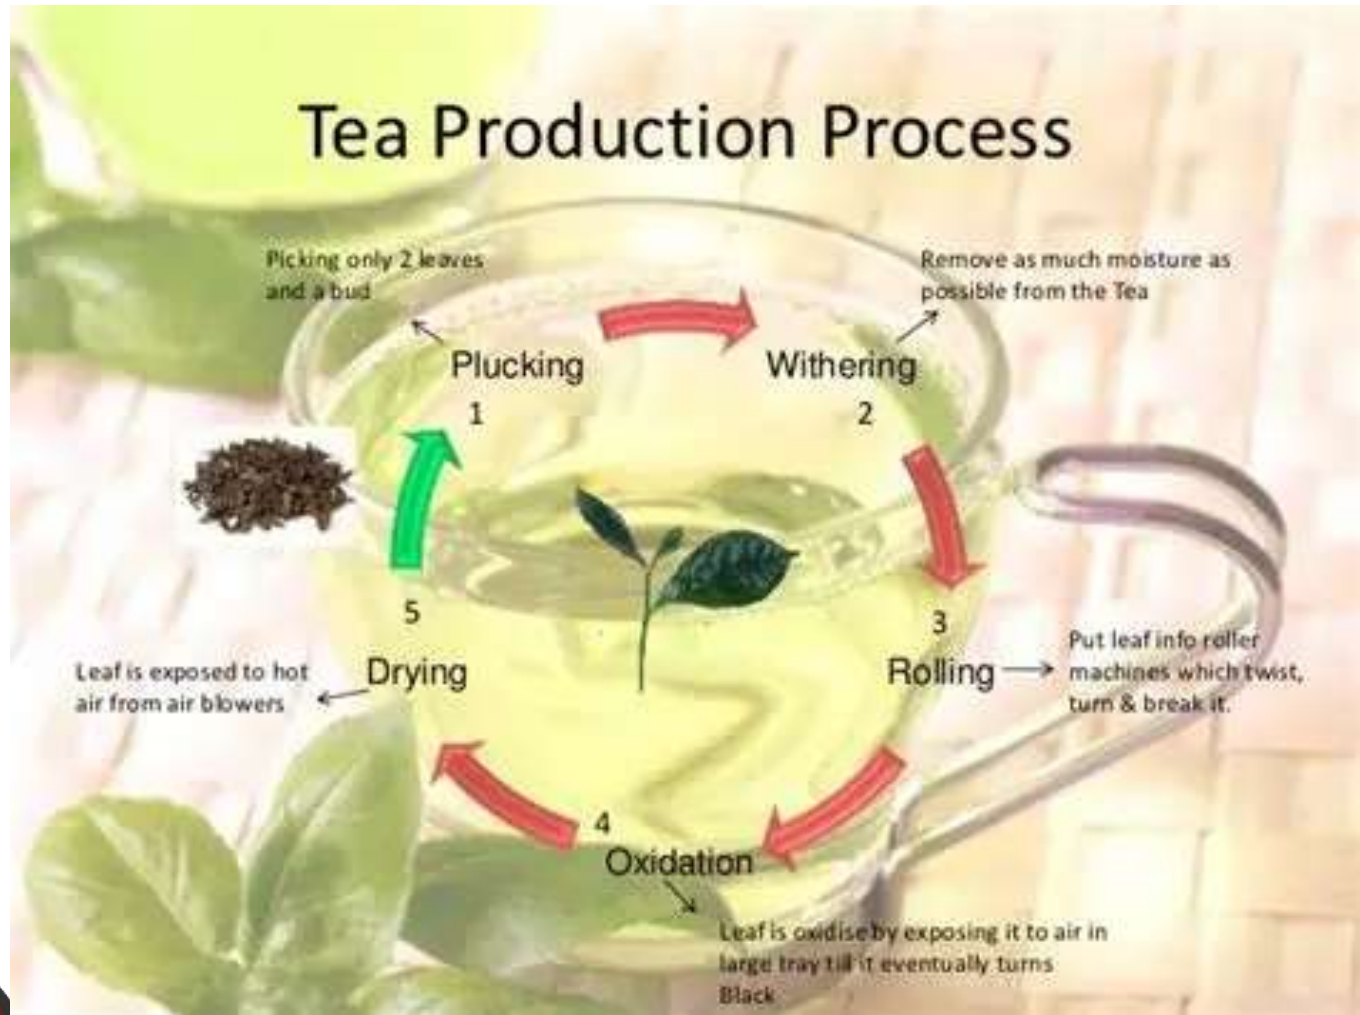 Tea Production Process
Picking only 2 leaves
and a bud
Remove as much moisture as
possible from the Tea
Plucking
1
Withering
2
3
Rolling
Put leaf info roller
machines which twist,
turn & break it.
4
Oxidation
Leaf is oxidise by exposing it to air in
large tray till it eventually turns
Black
5
Drying
Leaf is exposed to hot
air from air blowers